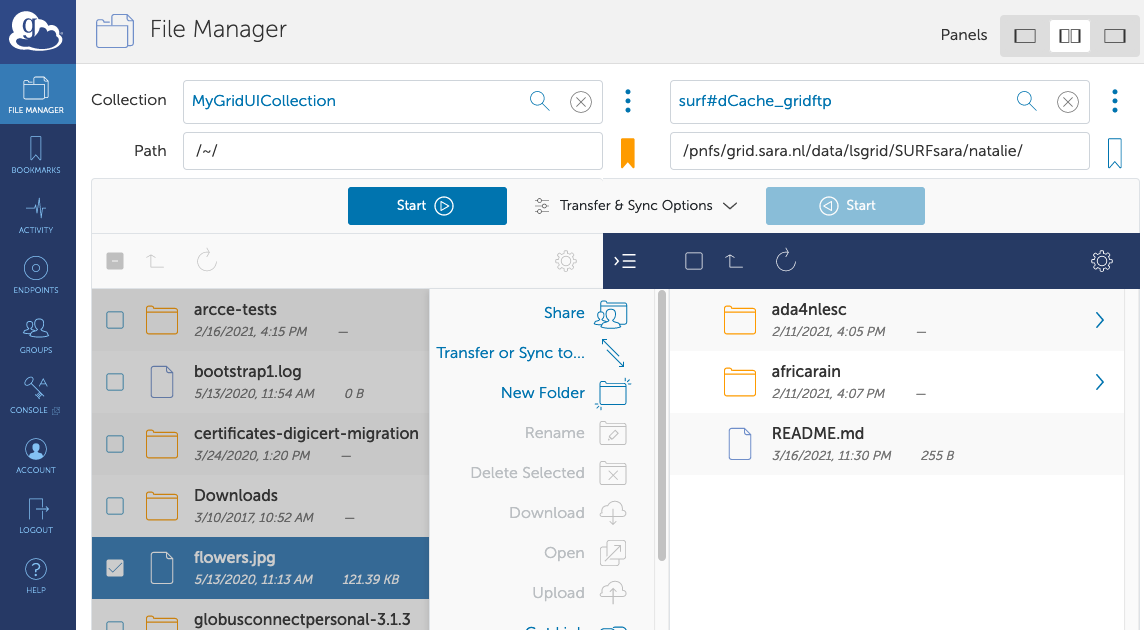 g
File Manager
Panels
FILE MANAGER
BOOKMARKS
ACTIVITY
ENDPOINTS
GROUPS
CONSOLE
ACCOUNT
LOGOUT
?
HELP
Collection
MyGridUICollection
surf#dCache_gridftp
Path
/~/
/pnfs/grid.sara.nl/data/lsgrid/SURFsara/natalie/
Start
Transfer & Sync Options
Start
arcce-tests
2/16/2021, 4:15 PM —
bootstrap1.log
5/13/2020, 11:54 AM 0 B
certificates-digicert-migration
3/24/2020, 1:20 PM —
Downloads
3/10/2017, 10:52 AM —
flowers.jpg
5/13/2020, 11:13 AM 121.39 KB
globusconnectpersonal-3.1.3
Share
Transfer or Sync to...
New Folder
Rename
Delete Selected
Download
Open
Upload
ada4nlesc
2/11/2021, 4:05 PM —
africarain
2/11/2021, 4:07 PM —
README.md
3/16/2021, 11:30 PM 255 B